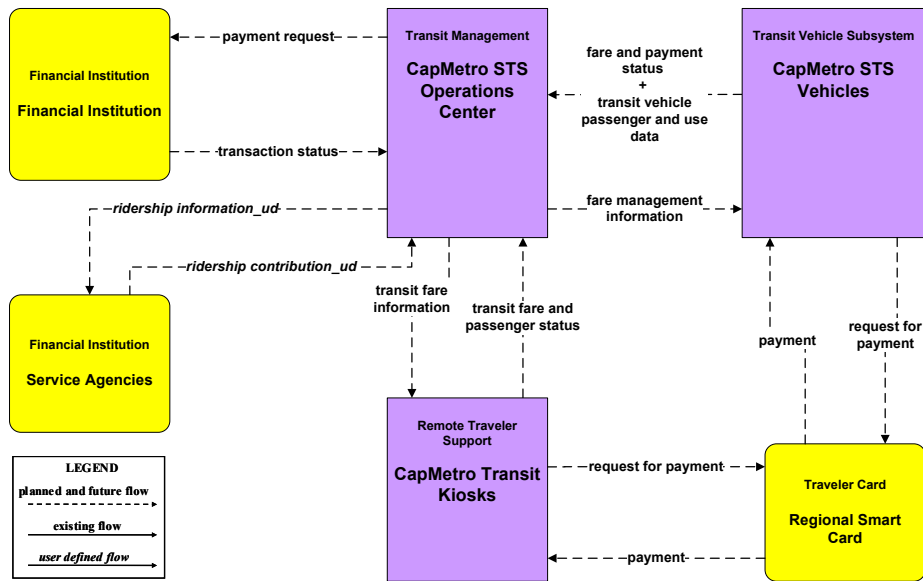 payment request
Transit Management
CapMetro STS
Operations
Center
Transit Vehicle Subsystem
CapMetro STS
Vehicles
Financial Institution
Financial Institution
fare and payment
status
+
transit vehicle
passenger and use
data
transaction status
ridership information_ud
fare management
information
ridership contribution_ud
transit fare
information
transit fare and
passenger status
payment
request for
payment
Financial Institution
Service Agencies
Remote Traveler
Support
CapMetro Transit
Kiosks
request for payment
payment
Traveler Card
Regional Smart
Card
LEGEND
planned and future flow
existing flow
user defined flow